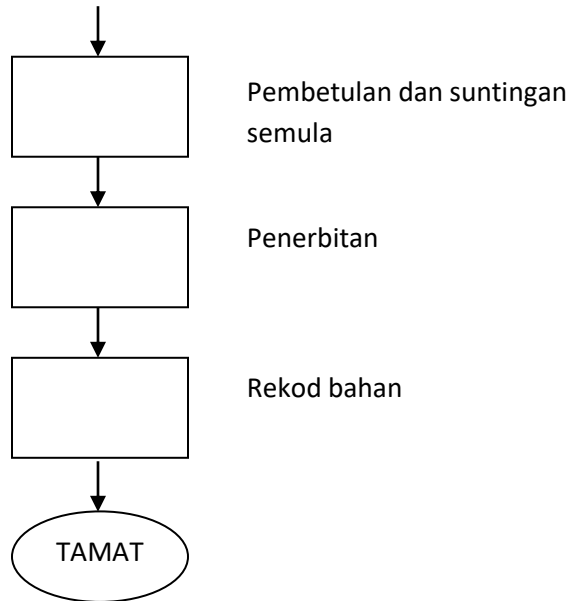 Pembetulan dan suntingan
semula
Penerbitan
Rekod bahan
TAMAT